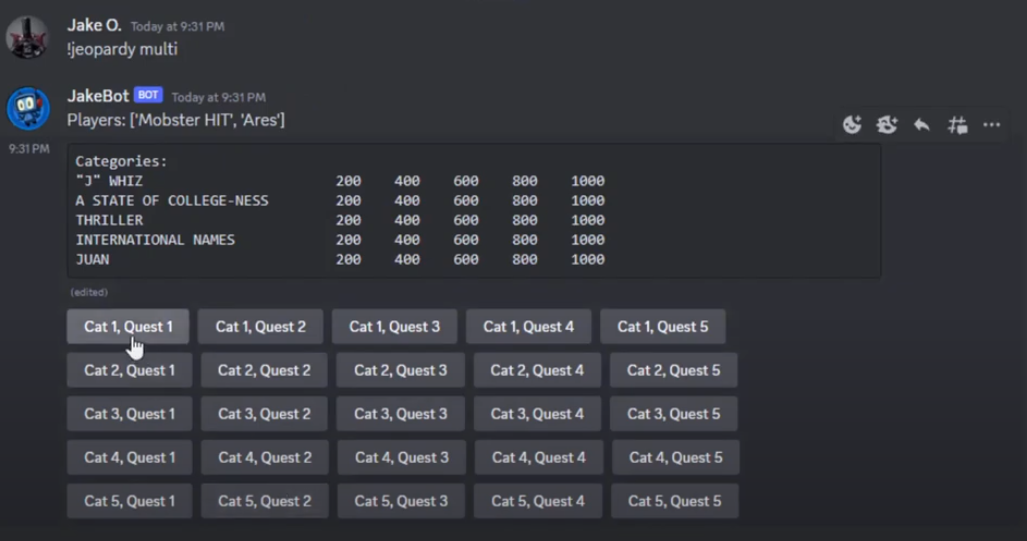 Jake O. Today at 9:31 PM
!jeopardy multi
JakeBot BOT Today at 9:31 PM
Players: ['Mobster HIT', 'Ares']
9:31 PM
Categories:
"J" WHIZ 200 400 600 800 1000
A STATE OF COLLEGE-NESS 200 400 600 800 1000
THRILLER 200 400 600 800 1000
INTERNATIONAL NAMES 200 400 600 800 1000
JUAN 200 400 600 800 1000
(edited)
Cat 1, Quest 1 Cat 1, Quest 2 Cat 1, Quest 3 Cat 1, Quest 4 Cat 1, Quest 5
Cat 2, Quest 1 Cat 2, Quest 2 Cat 2, Quest 3 Cat 2, Quest 4 Cat 2, Quest 5
Cat 3, Quest 1 Cat 3, Quest 2 Cat 3, Quest 3 Cat 3, Quest 4 Cat 3, Quest 5
Cat 4, Quest 1 Cat 4, Quest 2 Cat 4, Quest 3 Cat 4, Quest 4 Cat 4, Quest 5
Cat 5, Quest 1 Cat 5, Quest 2 Cat 5, Quest 3 Cat 5, Quest 4 Cat 5, Quest 5